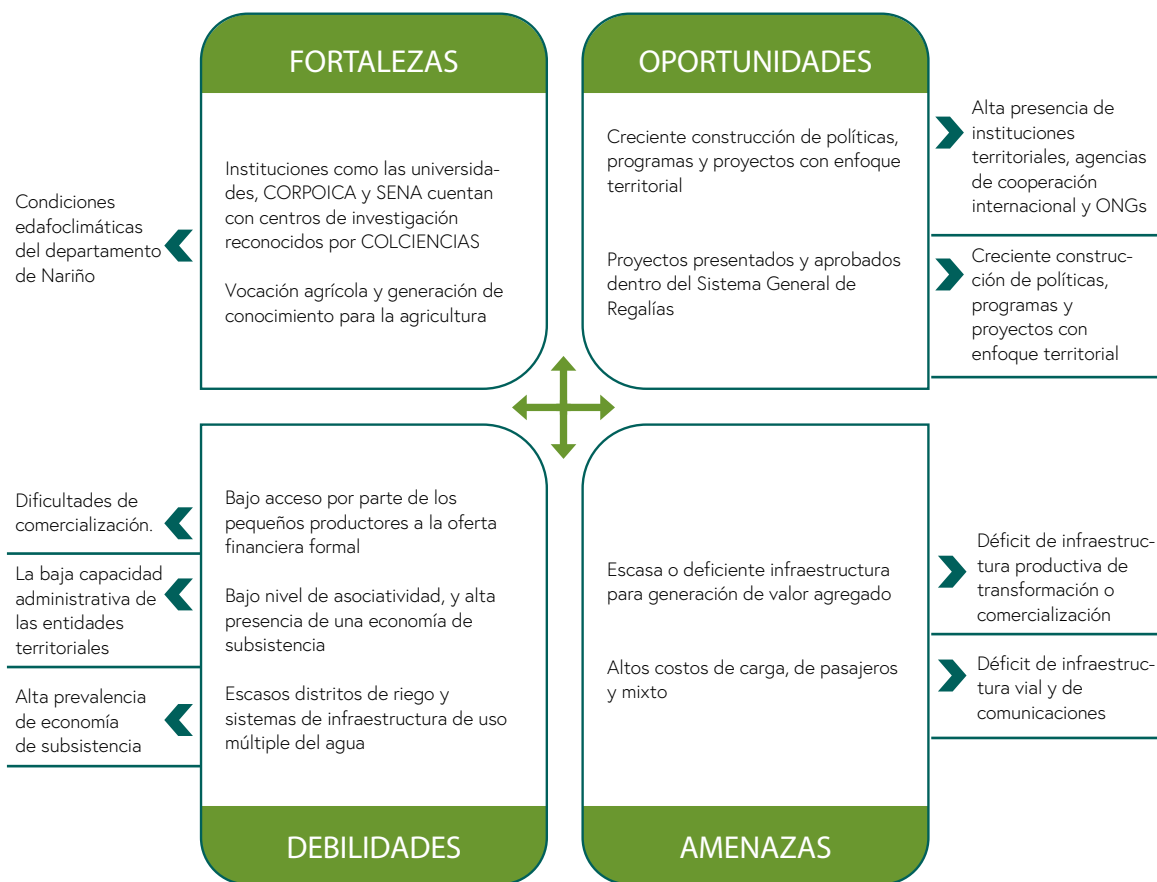 FORTALEZAS
Condiciones
edafoclimáticas
del departamento
de Nariño
Instituciones como las universida-
des, CORPOICA y SENA cuentan
con centros de investigación
reconocidos por COLCIENCIAS
Vocación agrícola y generación de
conocimiento para la agricultura
OPORTUNIDADES
Creciente construcción de políticas,
programas y proyectos con enfoque
territorial
Proyectos presentados y aprobados
dentro del Sistema General de
Regalías
Alta presencia de
instituciones
territoriales, agencias
de cooperación
internacional y ONGs
Creciente construc-
ción de políticas,
programas y
proyectos con
enfoque territorial
Dificultades de
comercialización.
La baja capacidad
administrativa de
las entidades
territoriales
Alta prevalencia
de economía
de subsistencia
Bajo acceso por parte de los
pequeños productores a la oferta
financiera formal
Bajo nivel de asociatividad, y alta
presencia de una economía de
subsistencia
Escasos distritos de riego y
sistemas de infraestructura de uso
múltiple del agua
DEBILIDADES
Escasa o deficiente infraestructura
para generación de valor agregado
Altos costos de carga, de pasajeros
y mixto
Déficit de infraestruc-
tura productiva de
transformación o
comercialización
Déficit de infraestruc-
tura vial y de
comunicaciones
AMENAZAS